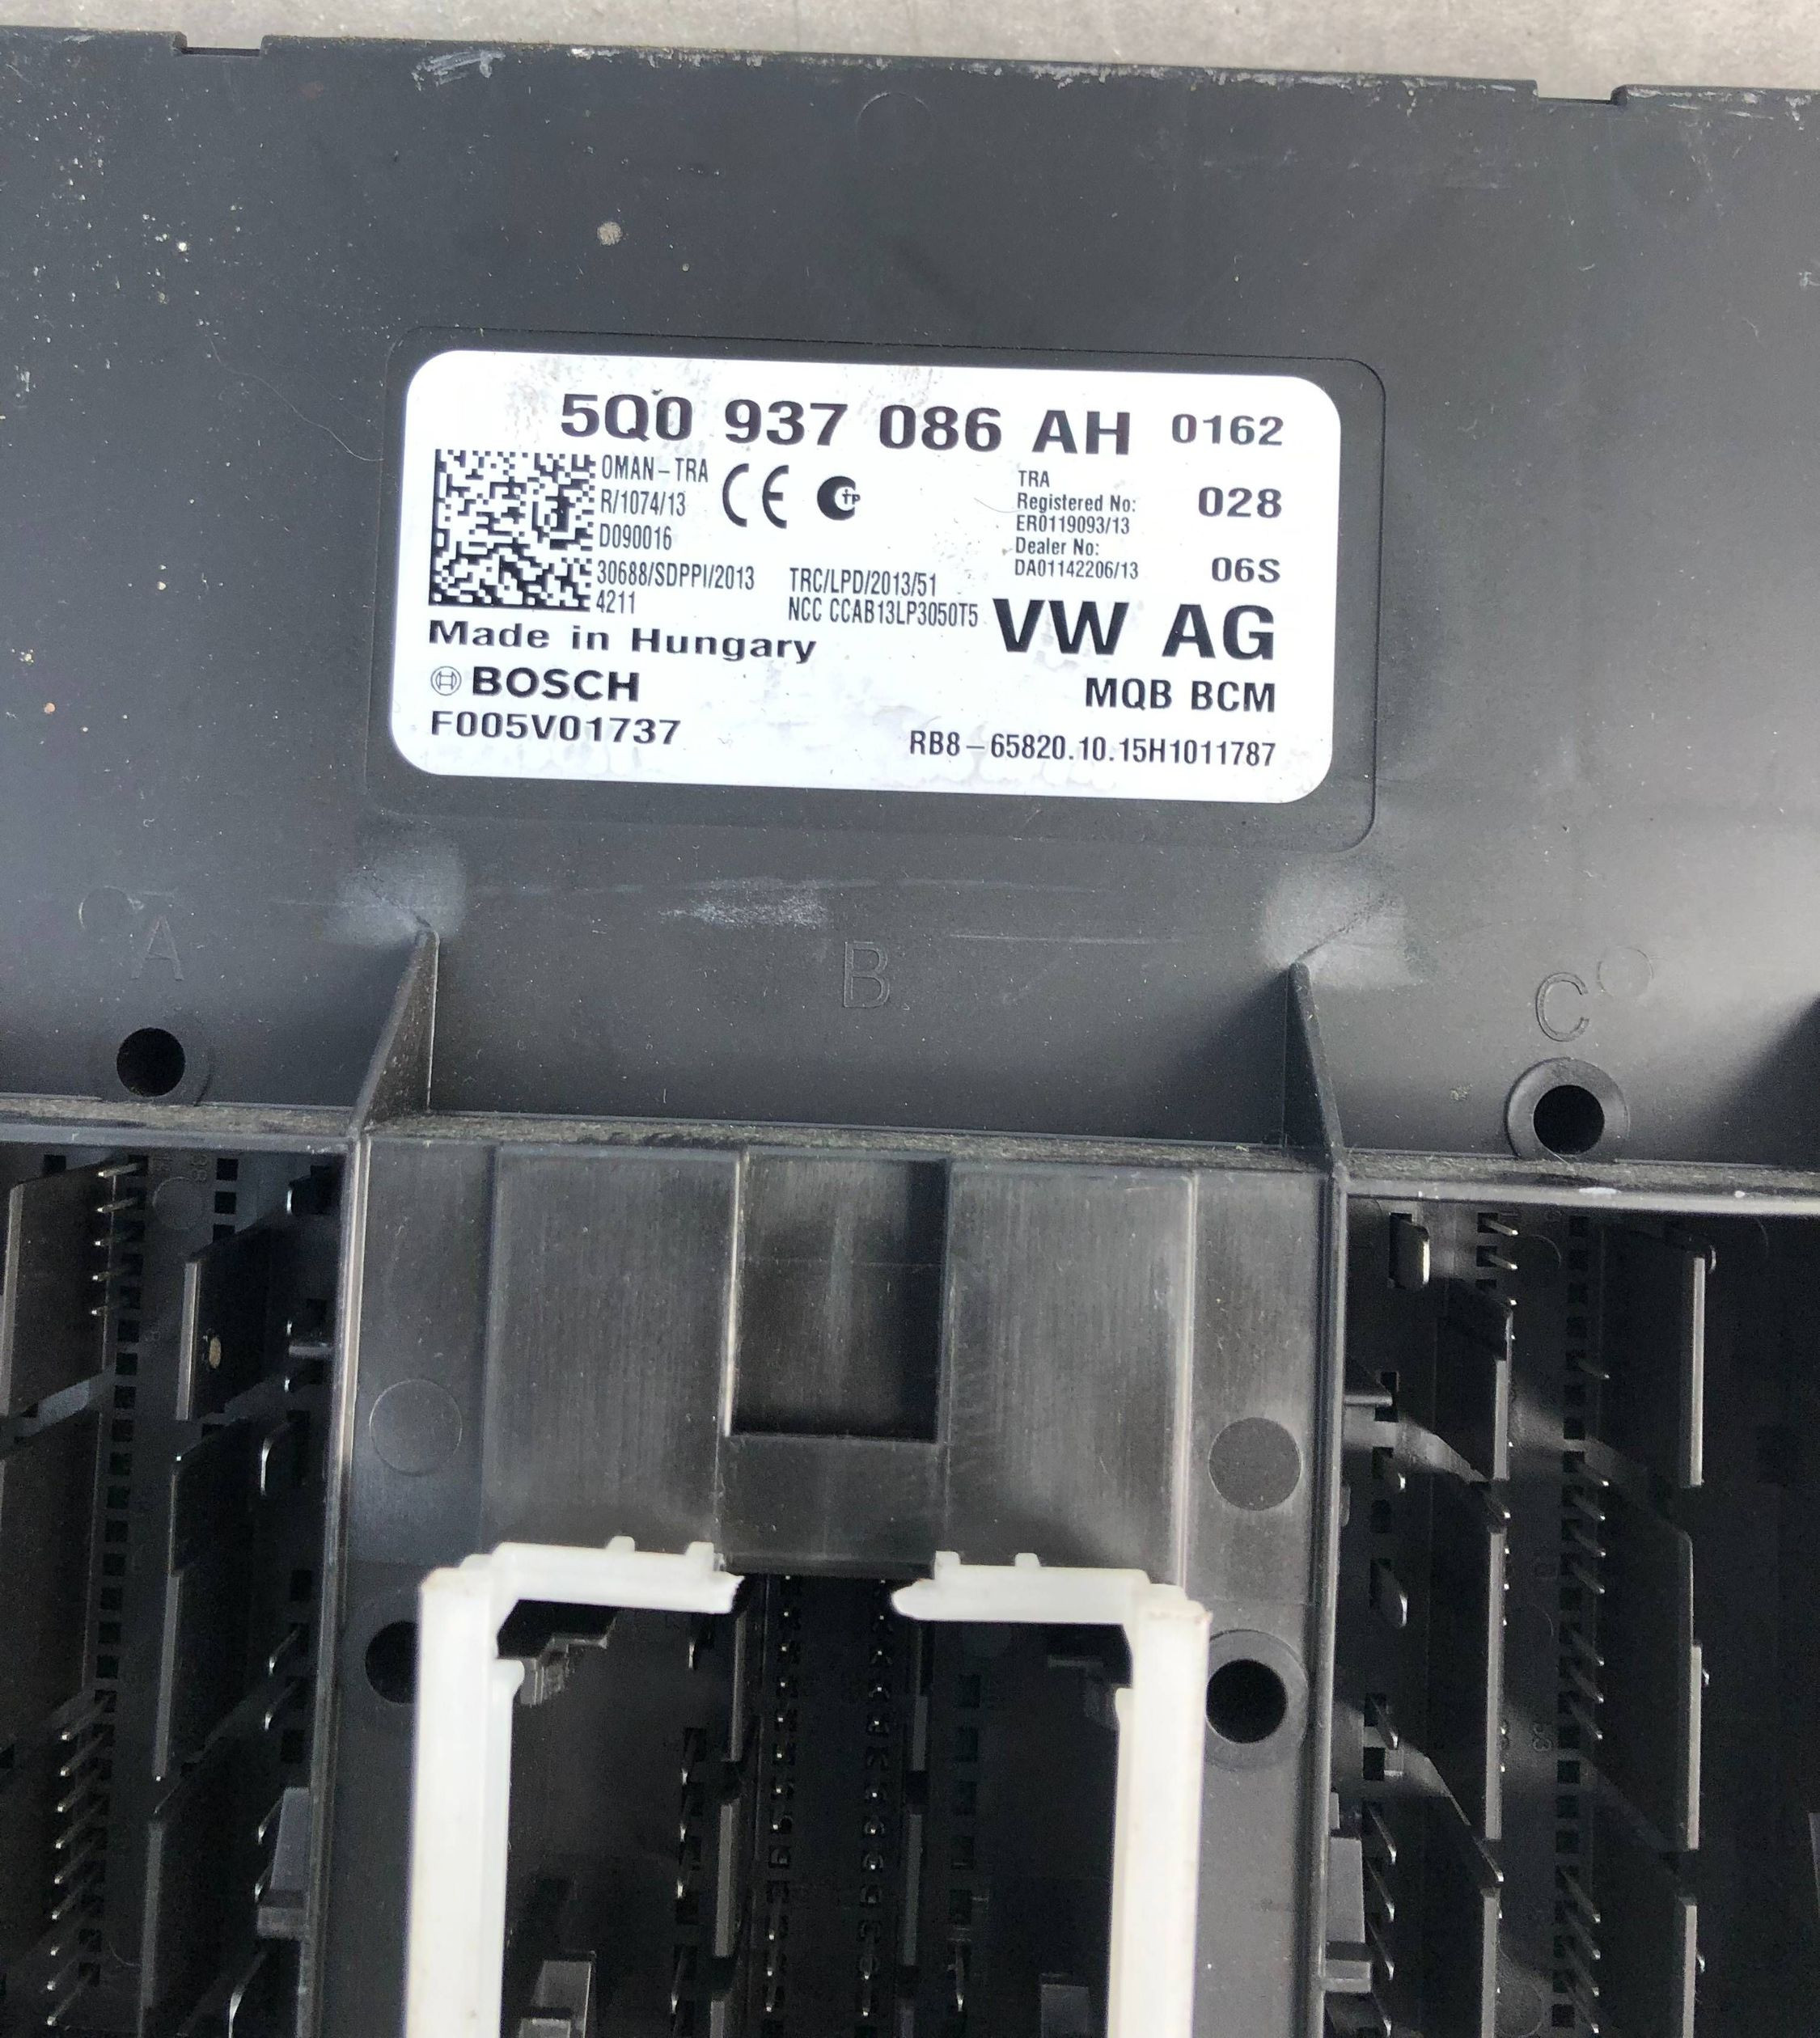 5Q0 937 086 AH 0162
OMAN-TRA
R/1074/13
D090016
30688/SDPPI/2013
4211
CE
TRC/LPD/2013/51
NCC CCAB13LP3050T5
TRA
Registered No:
ER0119093/13
Dealer No:
DA01142206/13
028
06S
VW AG
MQB BCM
Made in Hungary
BOSCH
F005V01737
RB8-65820.10.15H1011787
A
B
C